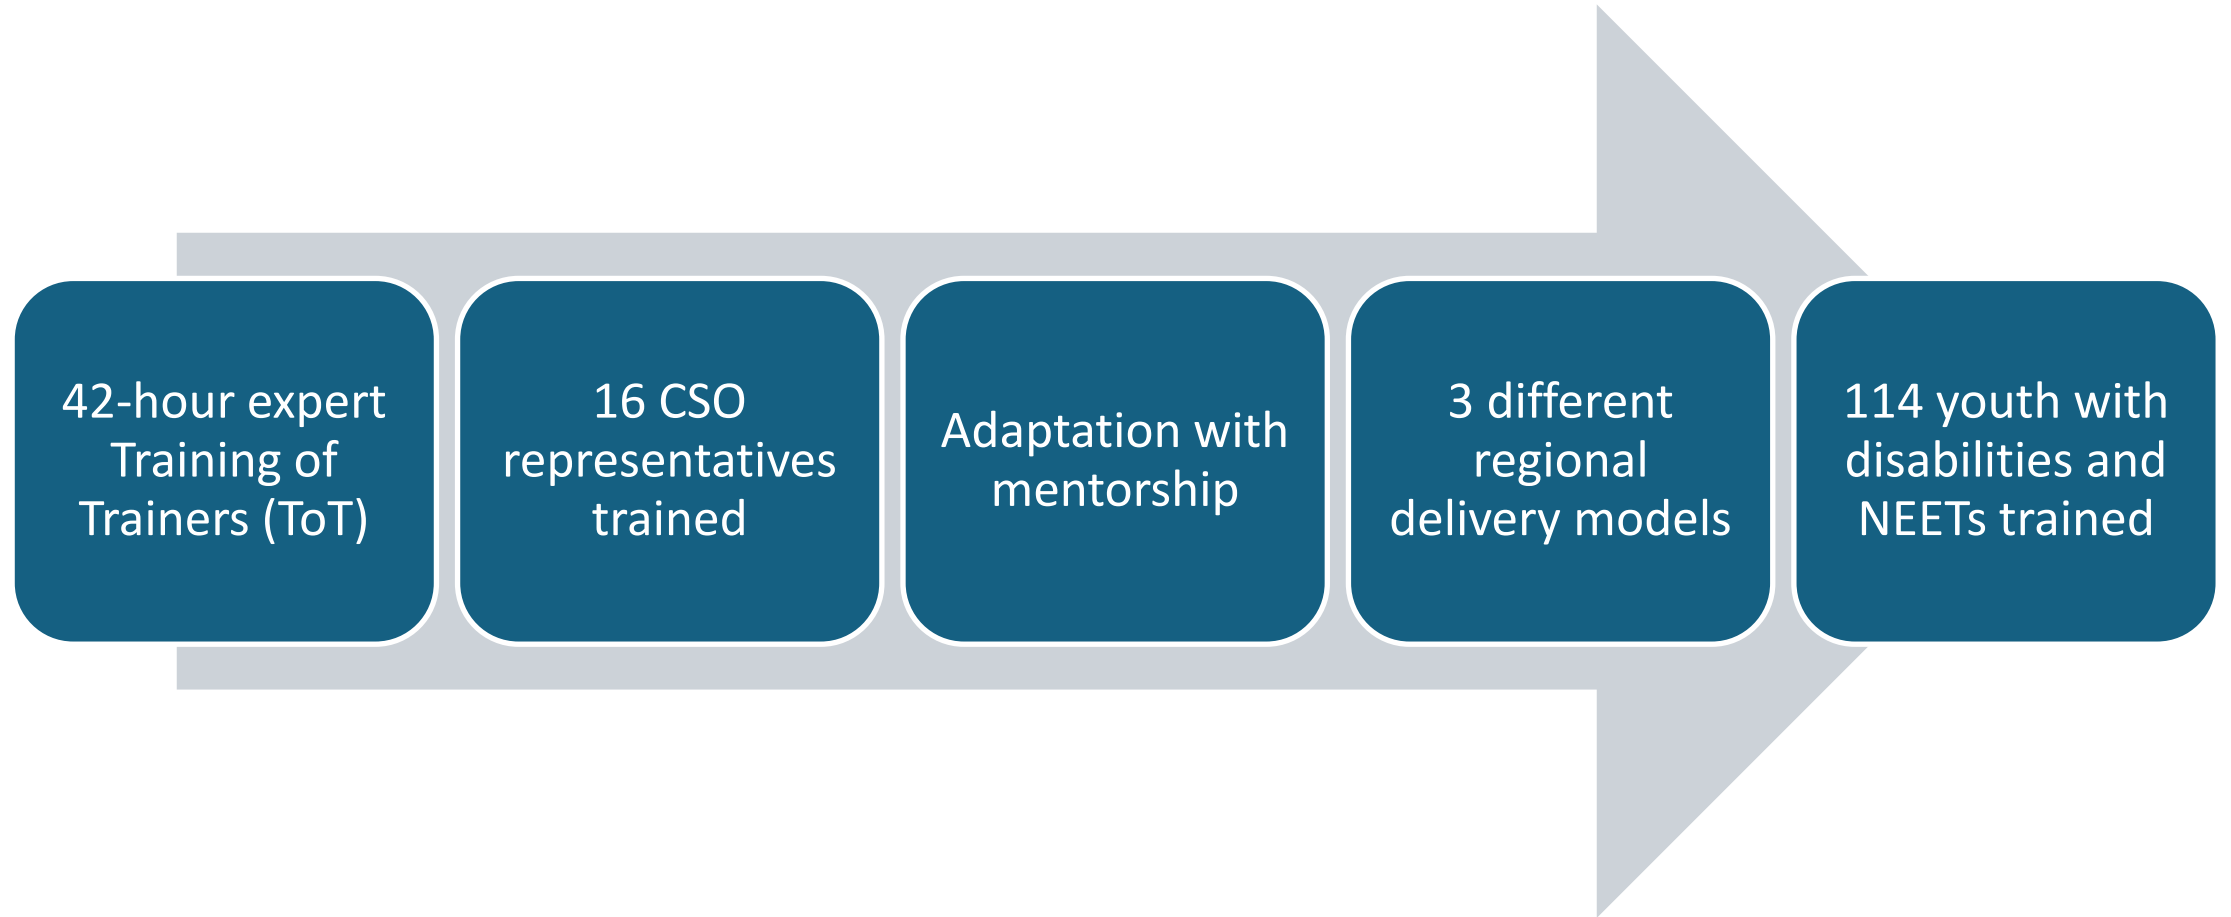 42-hour expert
Training of
Trainers (ToT)
16 CSO
representatives
trained
Adaptation with
mentorship
3 different
regional
delivery models
114 youth with
disabilities and
NEETs trained